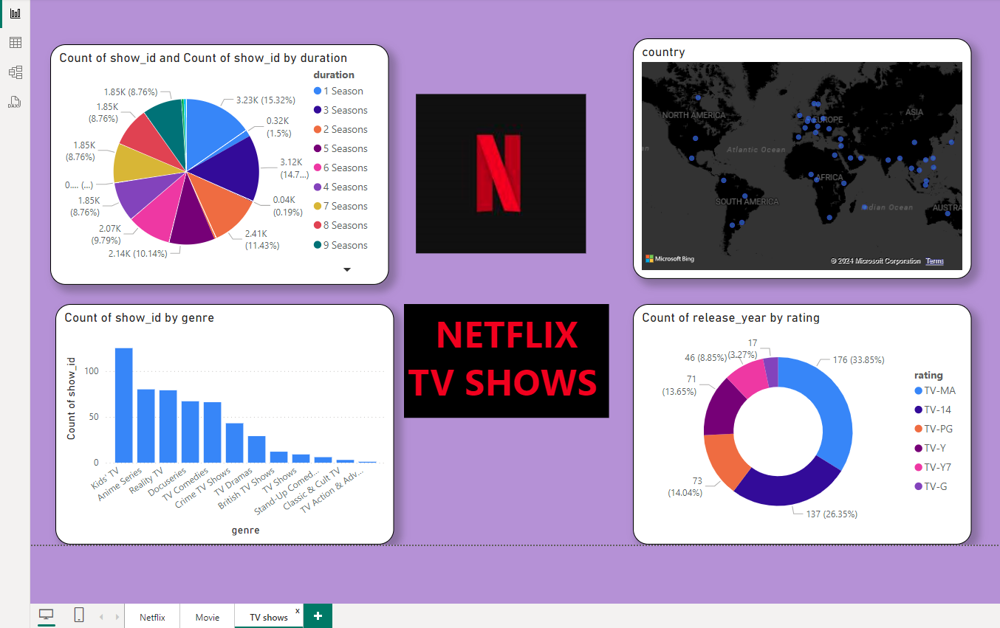 DAX
Count of show_id and Count of show_id by duration
1.85K (8.76%)
3.23K (15.32%)
1.85K
(8.76%)
0.32K
(1.5%)
1.85K
(8.76%)
3.12K
(14.7...)
0.... (...)
1.85K
(8.76%)
0.04K
(0.19%)
2.07K
(9.79%)
2.41K
(11.43%)
2.14K (10.14%)
duration
1 Season
3 Seasons
2 Seasons
5 Seasons
6 Seasons
4 Seasons
7 Seasons
8 Seasons
9 Seasons
N
country
NORTH AMERICA
EUROPE
ASIA
Atlantic Ocean
AFRICA
SOUTH AMERICA
Indian Ocean
AUSTRA
Microsoft Bing
© 2024 Microsoft Corporation Terms
Count of show_id by genre
Count of show_id
100
50
0
Kids' TV
Anime Series
Reality TV
Docuseries
TV Comedies
Crime TV Shows
TV Dramas
British TV Shows
TV Shows
Stand-Up Comed...
Classic & Cult TV
TV Action & Adv...
genre
NETFLIX
TV SHOWS
Count of release_year by rating
17
(3.27%)
46 (8.85%)
176 (33.85%)
71
(13.65%)
73
(14.04%)
137 (26.35%)
rating
TV-MA
TV-14
TV-PG
TV-Y
TV-Y7
TV-G
Netflix
Movie
TV shows
x
+